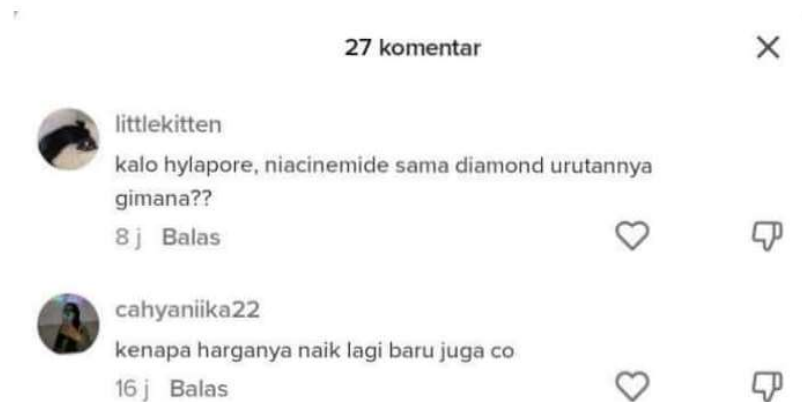 27 komentar
littlekitten
kalo hylapore, niacinemide sama diamond urutannya
gimana??
8 j Balas
cahyaniika22
kenapa harganya naik lagi baru juga co
16 j Balas